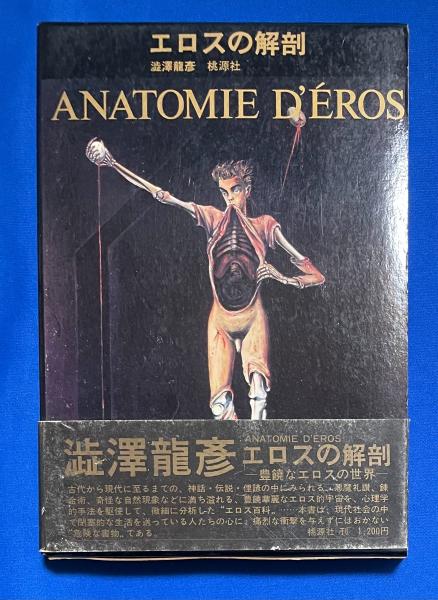 エロスの解剖
澁澤龍彥 桃源社
ANATOMIE D'ÉROS
澁澤龍彥
ANATOMIE D'EROS
エロスの解剖
─豊饒なエロスの世界─
古代から現代に至るまでの、神話・伝説・俚蹟の中にみられる、悪魔礼讃、錬
金術、奇怪な自然現象などに満ち溢れる、豊饒華麗なエロス的宇宙を、心理学
的手法を駆使して、微細に分析した“エロス百科”……本書は、現代社会の中
で閉塞的な生活を送っている人たちの心に、痛烈な衝撃を与えずにはおかない
“危険な書物”である。
桃源社 刊 1,200円